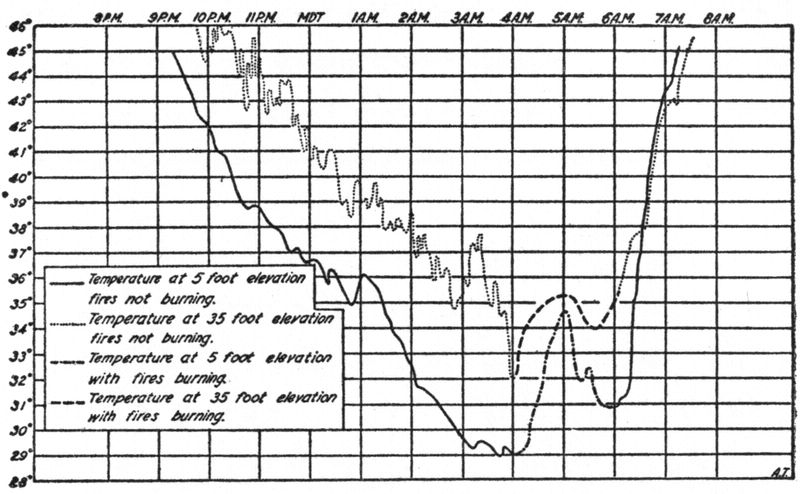 8P.M. 9P.M. 10P.M. 11P.M. MDT 1A.M. 2A.M. 3A.M. 4A.M. 5A.M. 6A.M. 7A.M. 8A.M.
46°
45°
44°
43°
42°
41°
40°
39°
38°
37°
36°
35°
34°
33°
32°
31°
30°
29°
28°
Temperature at 5 foot elevation
fires not burning.
Temperature at 35 foot elevation
fires not burning.
Temperature at 5 foot elevation
with fires burning.
Temperature at 35 foot elevation
with fires burning.
A.T.